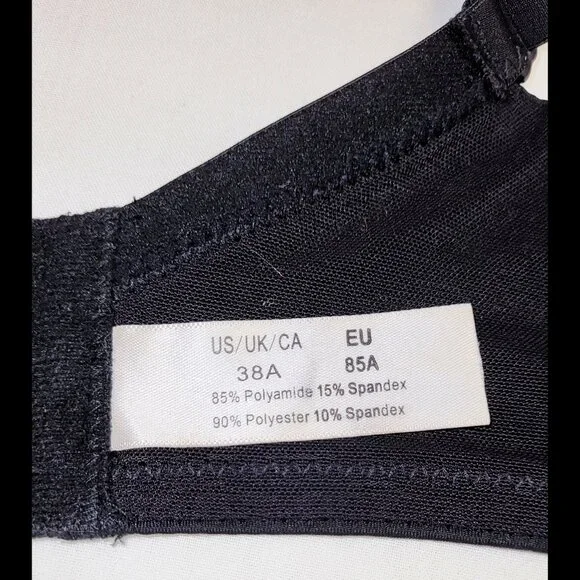 US/UK/CA EU
38A 85A
85% Polyamide 15% Spandex
90% Polyester 10% Spandex